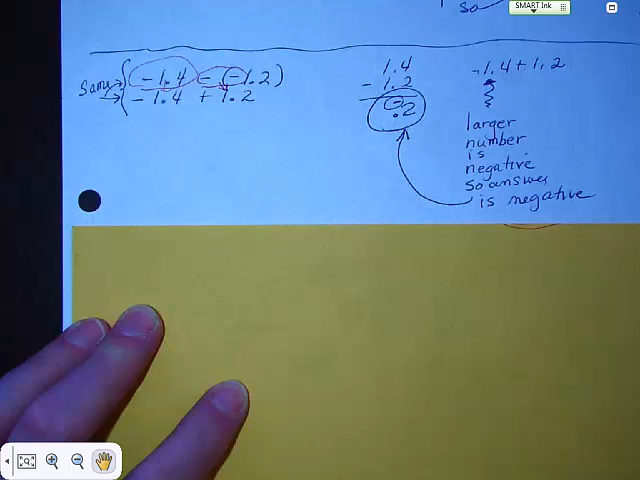 so
SMART Ink
Same → { - 1.4 - (- 1.2)
→ - 1.4 + 1.2
1.4
- 1.2
- .2
- 1.4 + 1.2
larger
number
is
negative
so answer
is negative